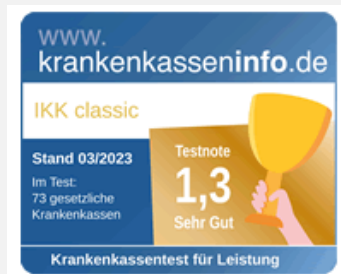 www.
krankenkasseninfo.de
IKK classic
Stand 03/2023
Im Test:
73 gesetzliche
Krankenkassen
Testnote
1,3
Sehr Gut
Krankenkassentest für Leistung